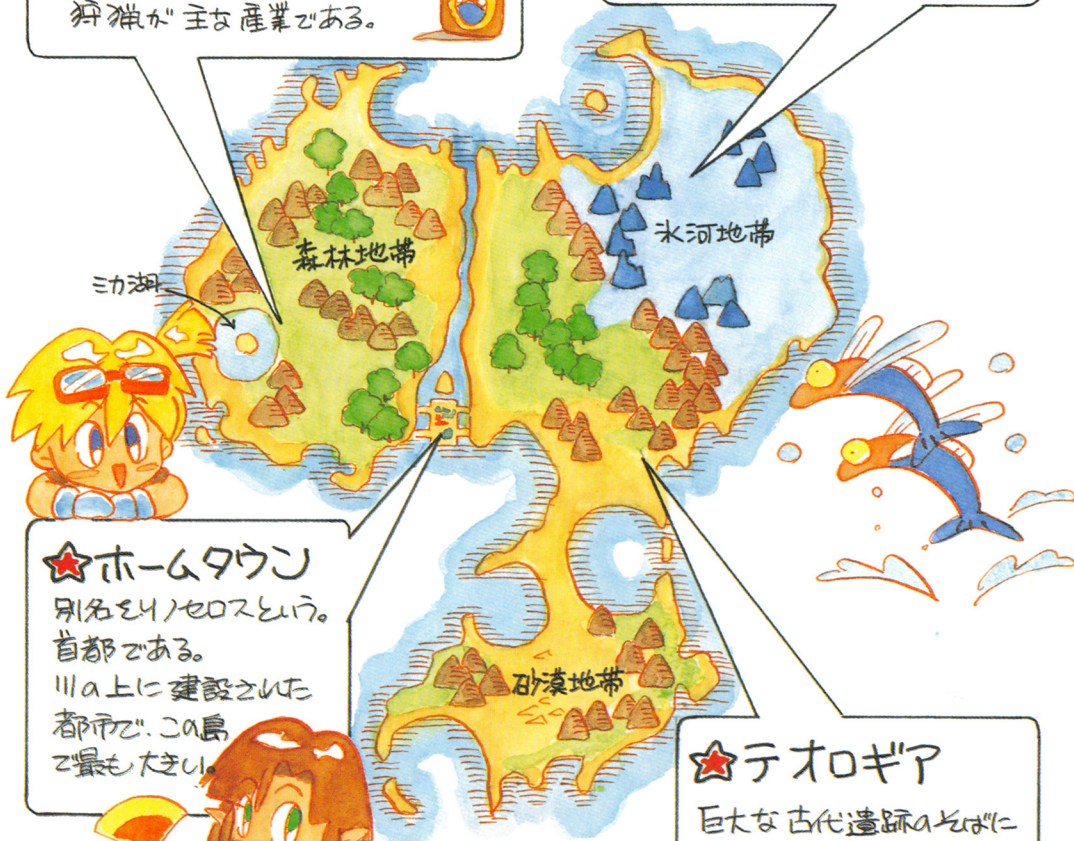 狩猟が主な産業である。
氷河地帯
森林地帯
ミカ湖
★ホームタウン
別名をリノセロスという。
首都である。
川の上に建設された
都市で、この島
で最も大きい。
砂漠地帯
★テオロギア
巨大な古代遺跡のそばに